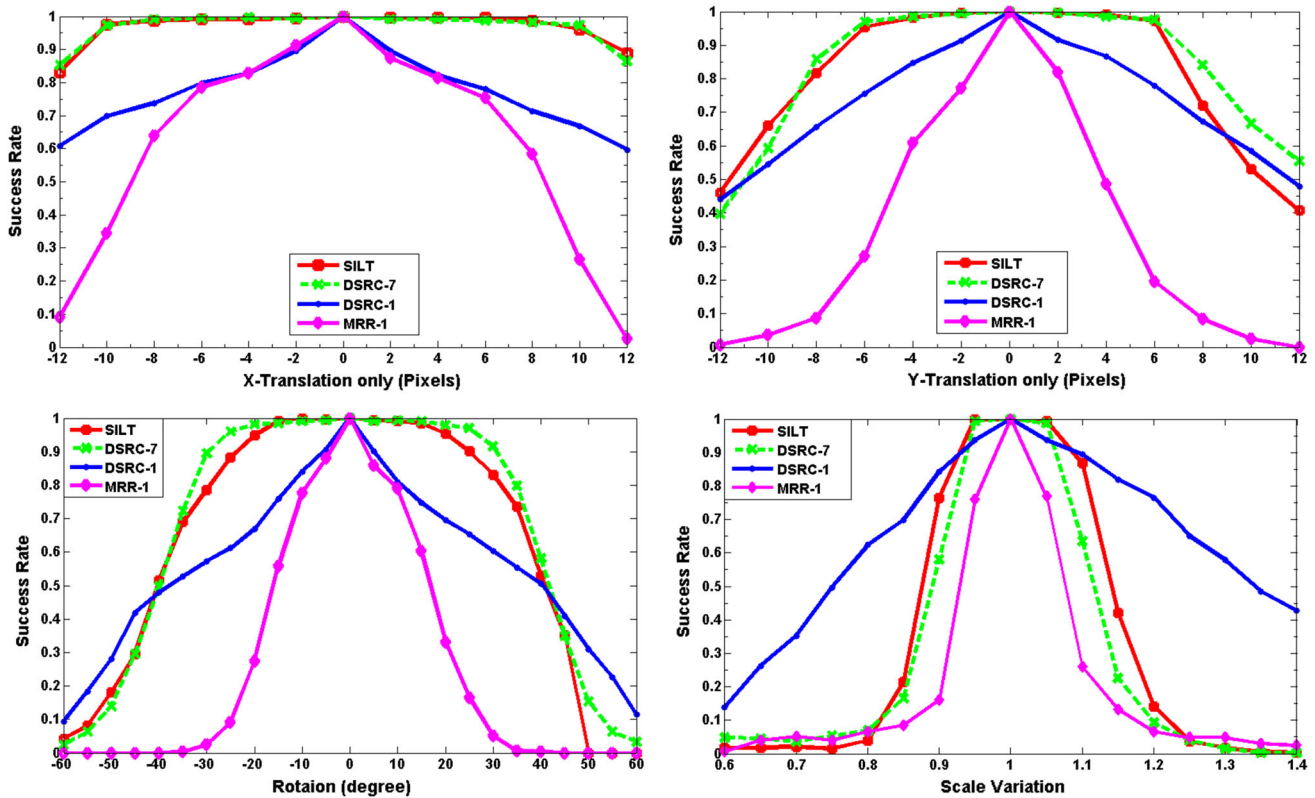 1
0.9
0.8
0.7
0.6
0.5
0.4
0.3
0.2
0.1
0
Success Rate
SILT
DSRC-7
DSRC-1
MRR-1
-12 -10 -8 -6 -4 -2 0 2 4 6 8 10 12
X-Translation only (Pixels)
1
0.9
0.8
0.7
0.6
0.5
0.4
0.3
0.2
0.1
0
Success Rate
SILT
DSRC-7
DSRC-1
MRR-1
-12 -10 -8 -6 -4 -2 0 2 4 6 8 10 12
Y-Translation only (Pixels)
1
0.9
0.8
0.7
0.6
0.5
0.4
0.3
0.2
0.1
0
Success Rate
SILT
DSRC-7
DSRC-1
MRR-1
-60 -50 -40 -30 -20 -10 0 10 20 30 40 50 60
Rotaion (degree)
1
0.9
0.8
0.7
0.6
0.5
0.4
0.3
0.2
0.1
0
Success Rate
SILT
DSRC-7
DSRC-1
MRR-1
0.6 0.7 0.8 0.9 1 1.1 1.2 1.3 1.4
Scale Variation